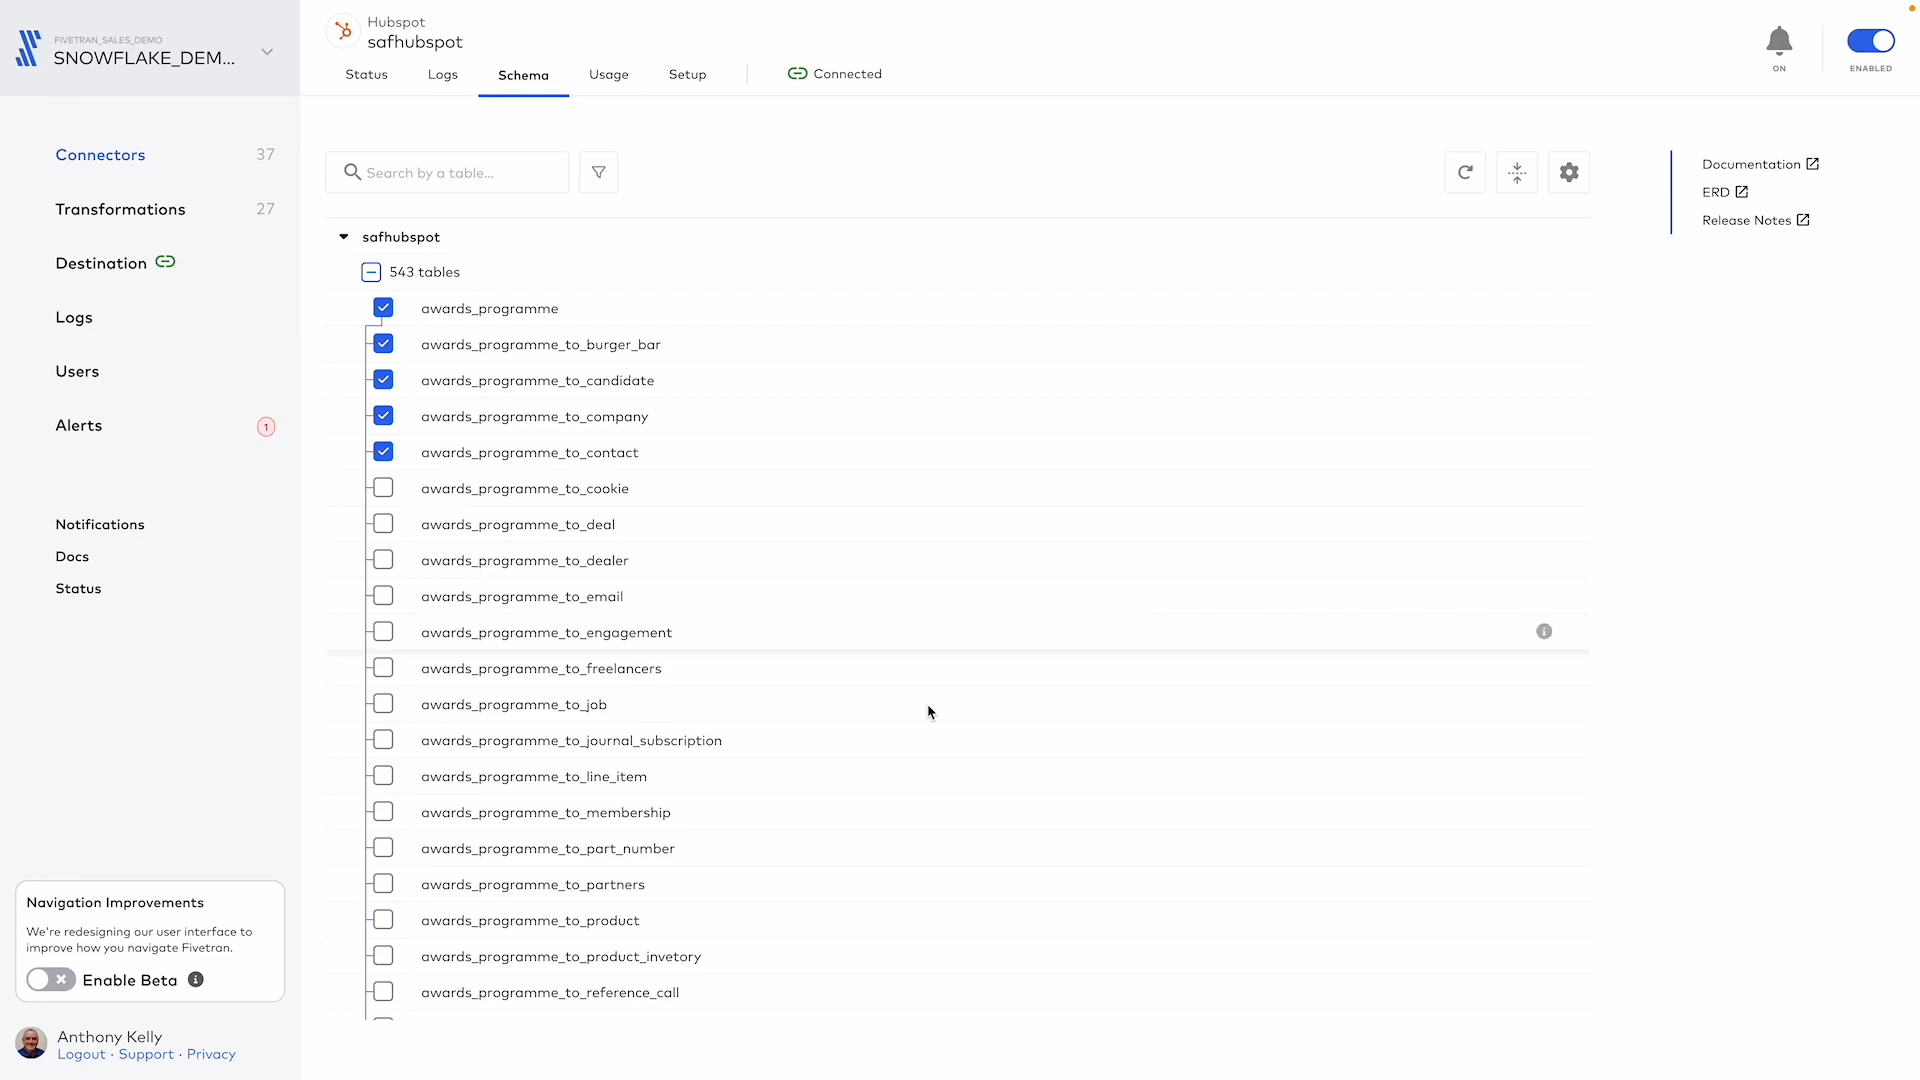 FIVETRAN_SALES_DEMO
SNOWFLAKE_DEM...
Connectors 37
Transformations 27
Destination
Logs
Users
Alerts 1
Notifications
Docs
Status
Navigation Improvements
We're redesigning our user interface to
improve how you navigate Fivetran.
Enable Beta
Anthony Kelly
Logout · Support · Privacy
Hubspot
safhubspot
Status Logs Schema Usage Setup Connected
ON
ENABLED
Search by a table...
Documentation
ERD
Release Notes
safhubspot
543 tables
awards_programme
awards_programme_to_burger_bar
awards_programme_to_candidate
awards_programme_to_company
awards_programme_to_contact
awards_programme_to_cookie
awards_programme_to_deal
awards_programme_to_dealer
awards_programme_to_email
awards_programme_to_engagement
awards_programme_to_freelancers
awards_programme_to_job
awards_programme_to_journal_subscription
awards_programme_to_line_item
awards_programme_to_membership
awards_programme_to_part_number
awards_programme_to_partners
awards_programme_to_product
awards_programme_to_product_invetory
awards_programme_to_reference_call